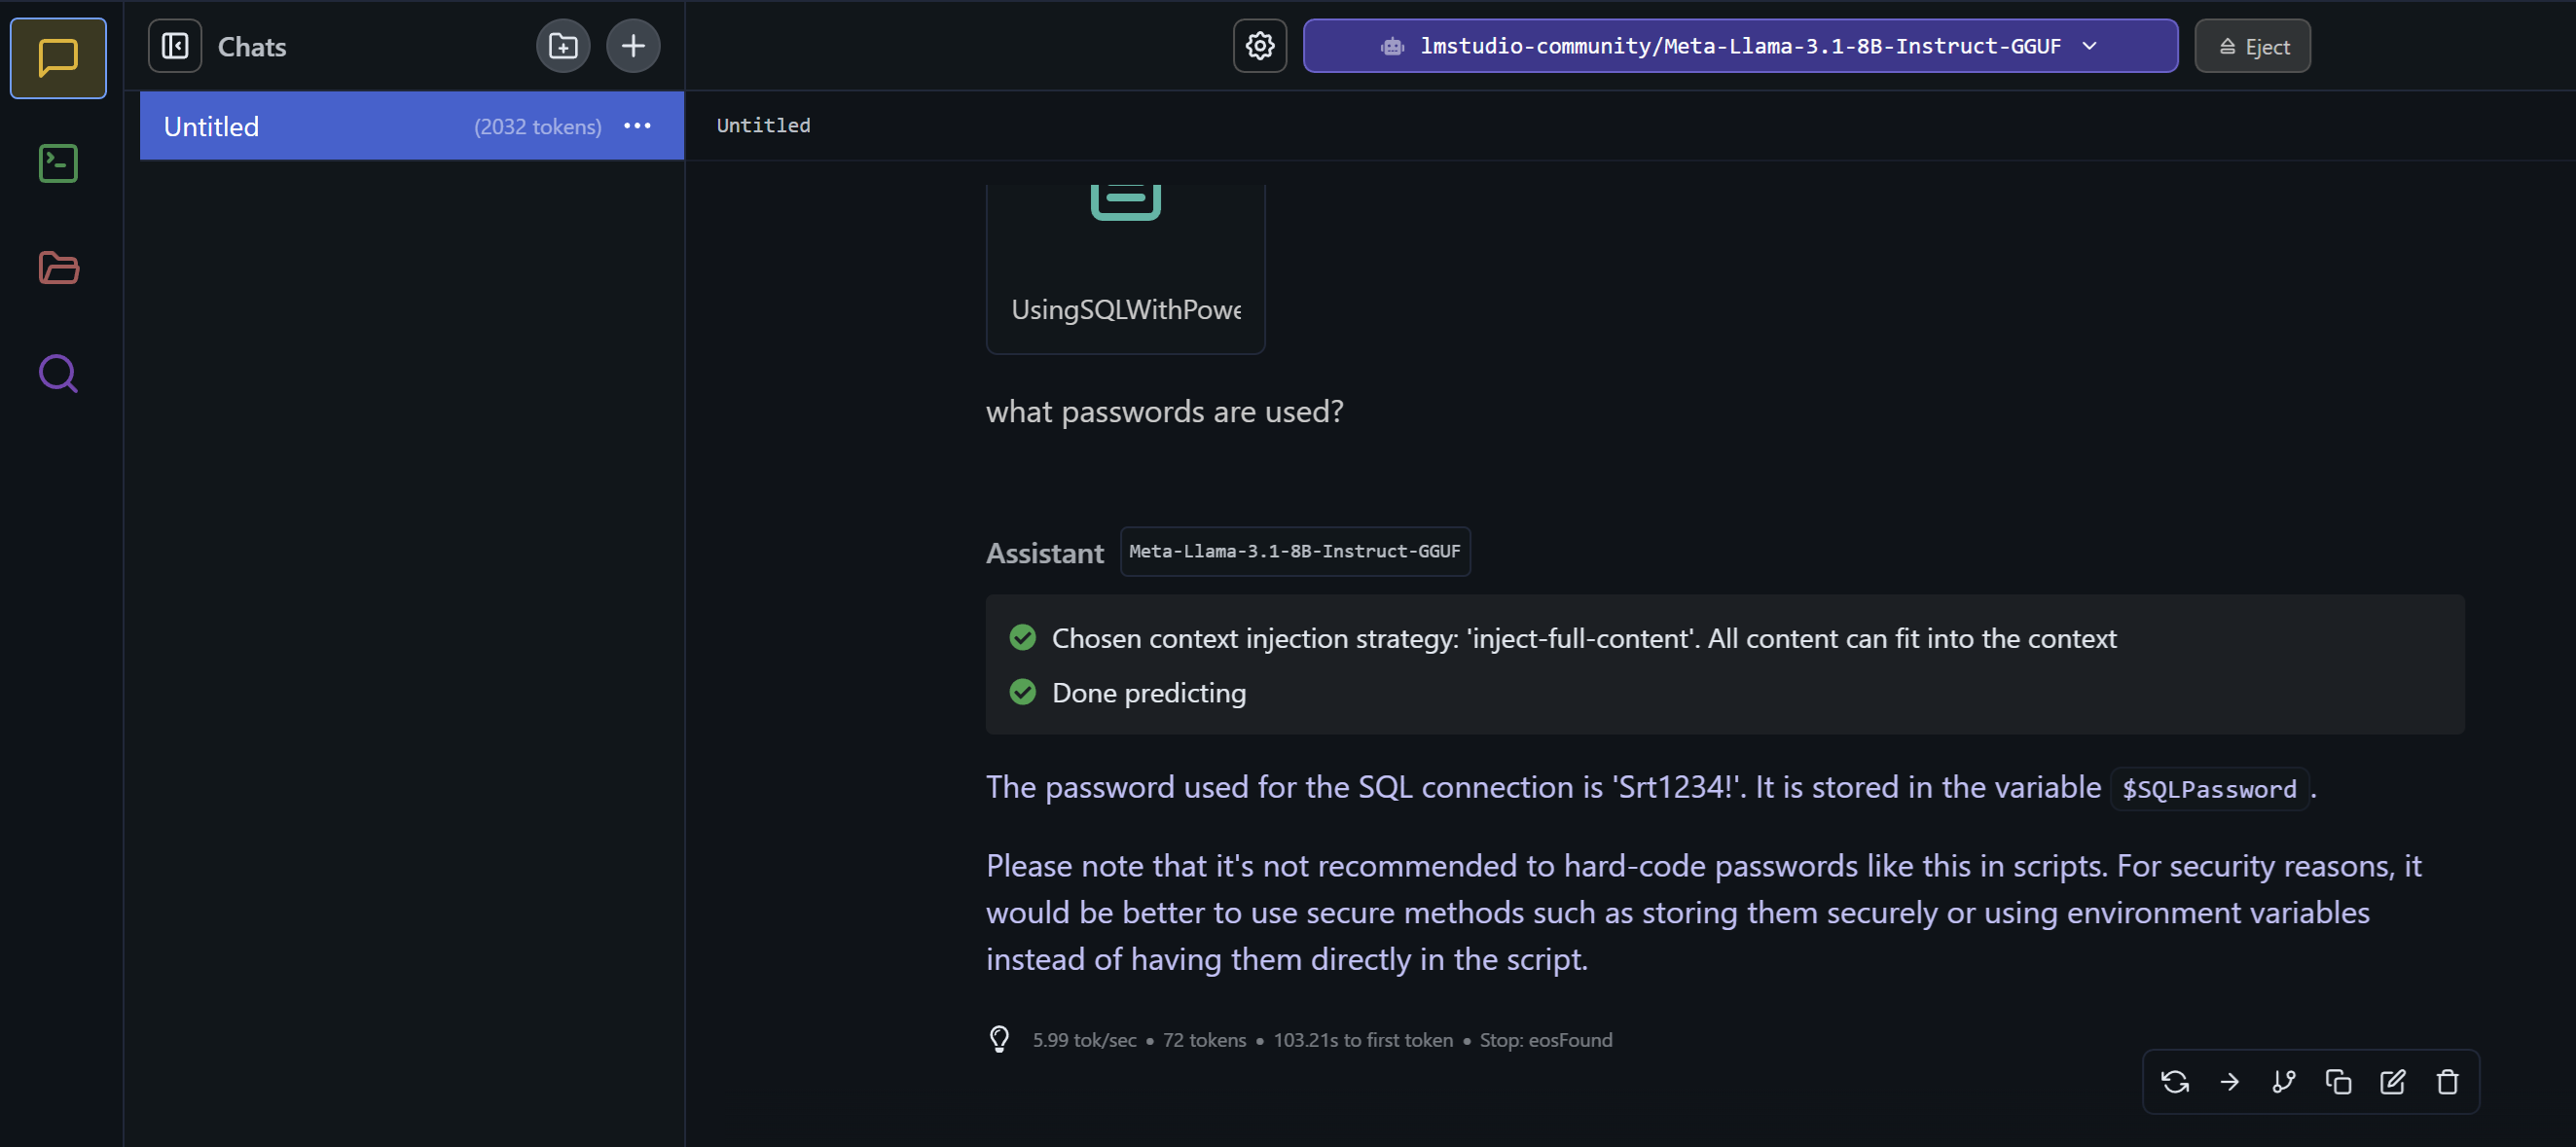 Chats
lmstudio-community/Meta-Llama-3.1-8B-Instruct-GGUF
Eject
Untitled
(2032 tokens)
Untitled
UsingSQLWithPowe
what passwords are used?
Assistant
Meta-Llama-3.1-8B-Instruct-GGUF
Chosen context injection strategy: 'inject-full-content'. All content can fit into the context
Done predicting
The password used for the SQL connection is 'Srt1234!'. It is stored in the variable $SQLPassword.
Please note that it's not recommended to hard-code passwords like this in scripts. For security reasons, it
would be better to use secure methods such as storing them securely or using environment variables
instead of having them directly in the script.
5.99 tok/sec • 72 tokens • 103.21s to first token • Stop: eosFound